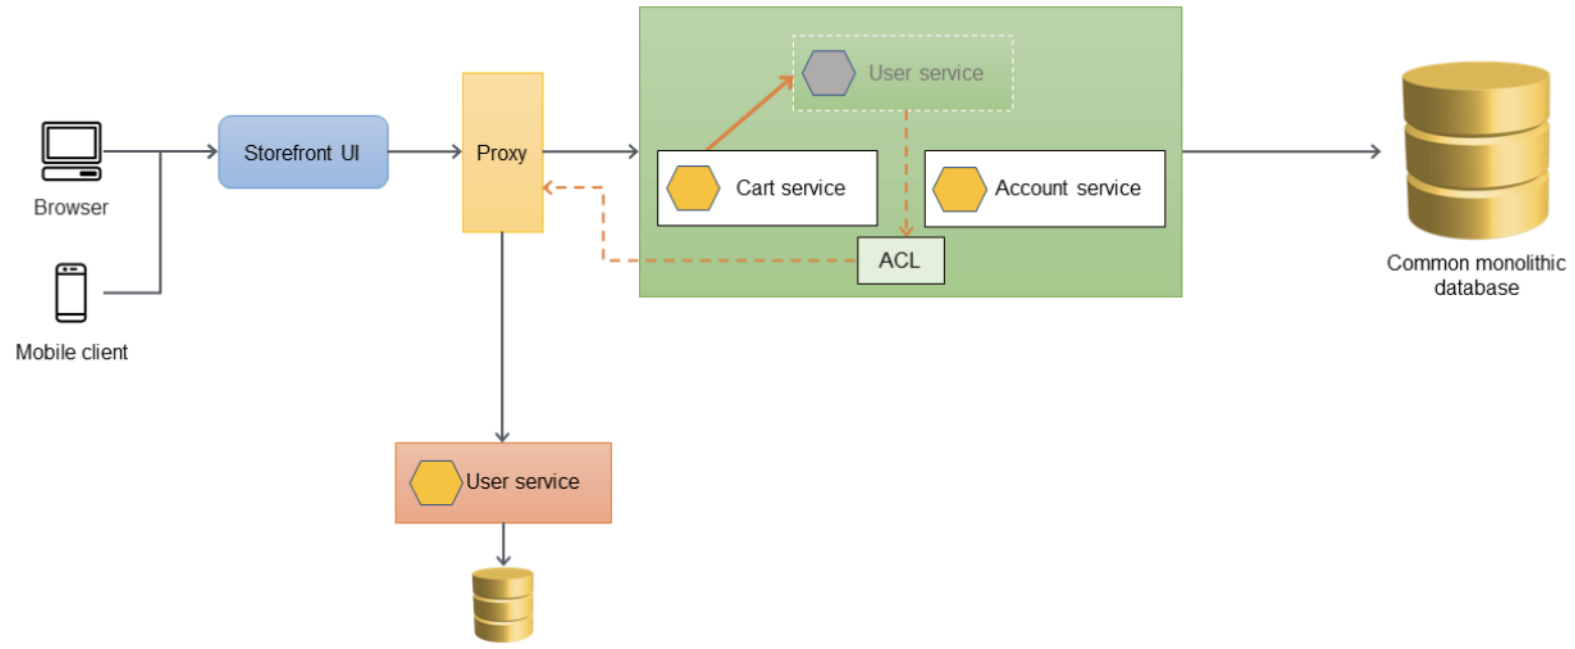 User service
Storefront UI
Proxy
Cart service
Account service
Browser
ACL
Common monolithic
database
Mobile client
User service